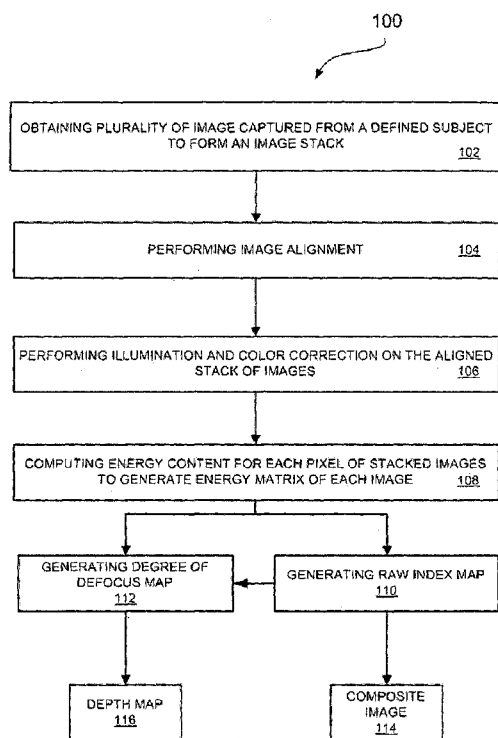 100
OBTAINING PLURALITY OF IMAGE CAPTURED FROM A DEFINED SUBJECT
TO FORM AN IMAGE STACK
102
PERFORMING IMAGE ALIGNMENT
104
PERFORMING ILLUMINATION AND COLOR CORRECTION ON THE ALIGNED
STACK OF IMAGES
106
COMPUTING ENERGY CONTENT FOR EACH PIXEL OF STACKED IMAGES
TO GENERATE ENERGY MATRIX OF EACH IMAGE
108
GENERATING DEGREE OF
DEFOCUS MAP
112
GENERATING RAW INDEX MAP
110
DEPTH MAP
116
COMPOSITE
IMAGE
114